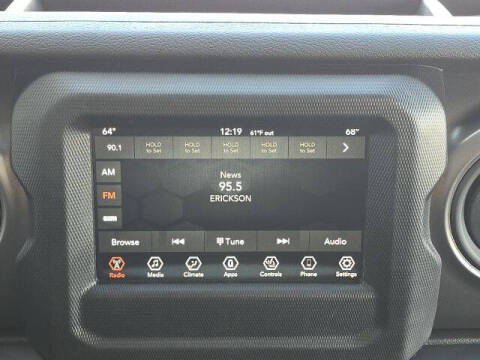 64° 12:19 61°F out 68°
90.1 HOLD to Set HOLD to Set HOLD to Set HOLD to Set HOLD to Set
AM
News
FM
95.5
ERICKSON
Browse Tune Audio
Radio Media Climate Apps Controls Phone Settings